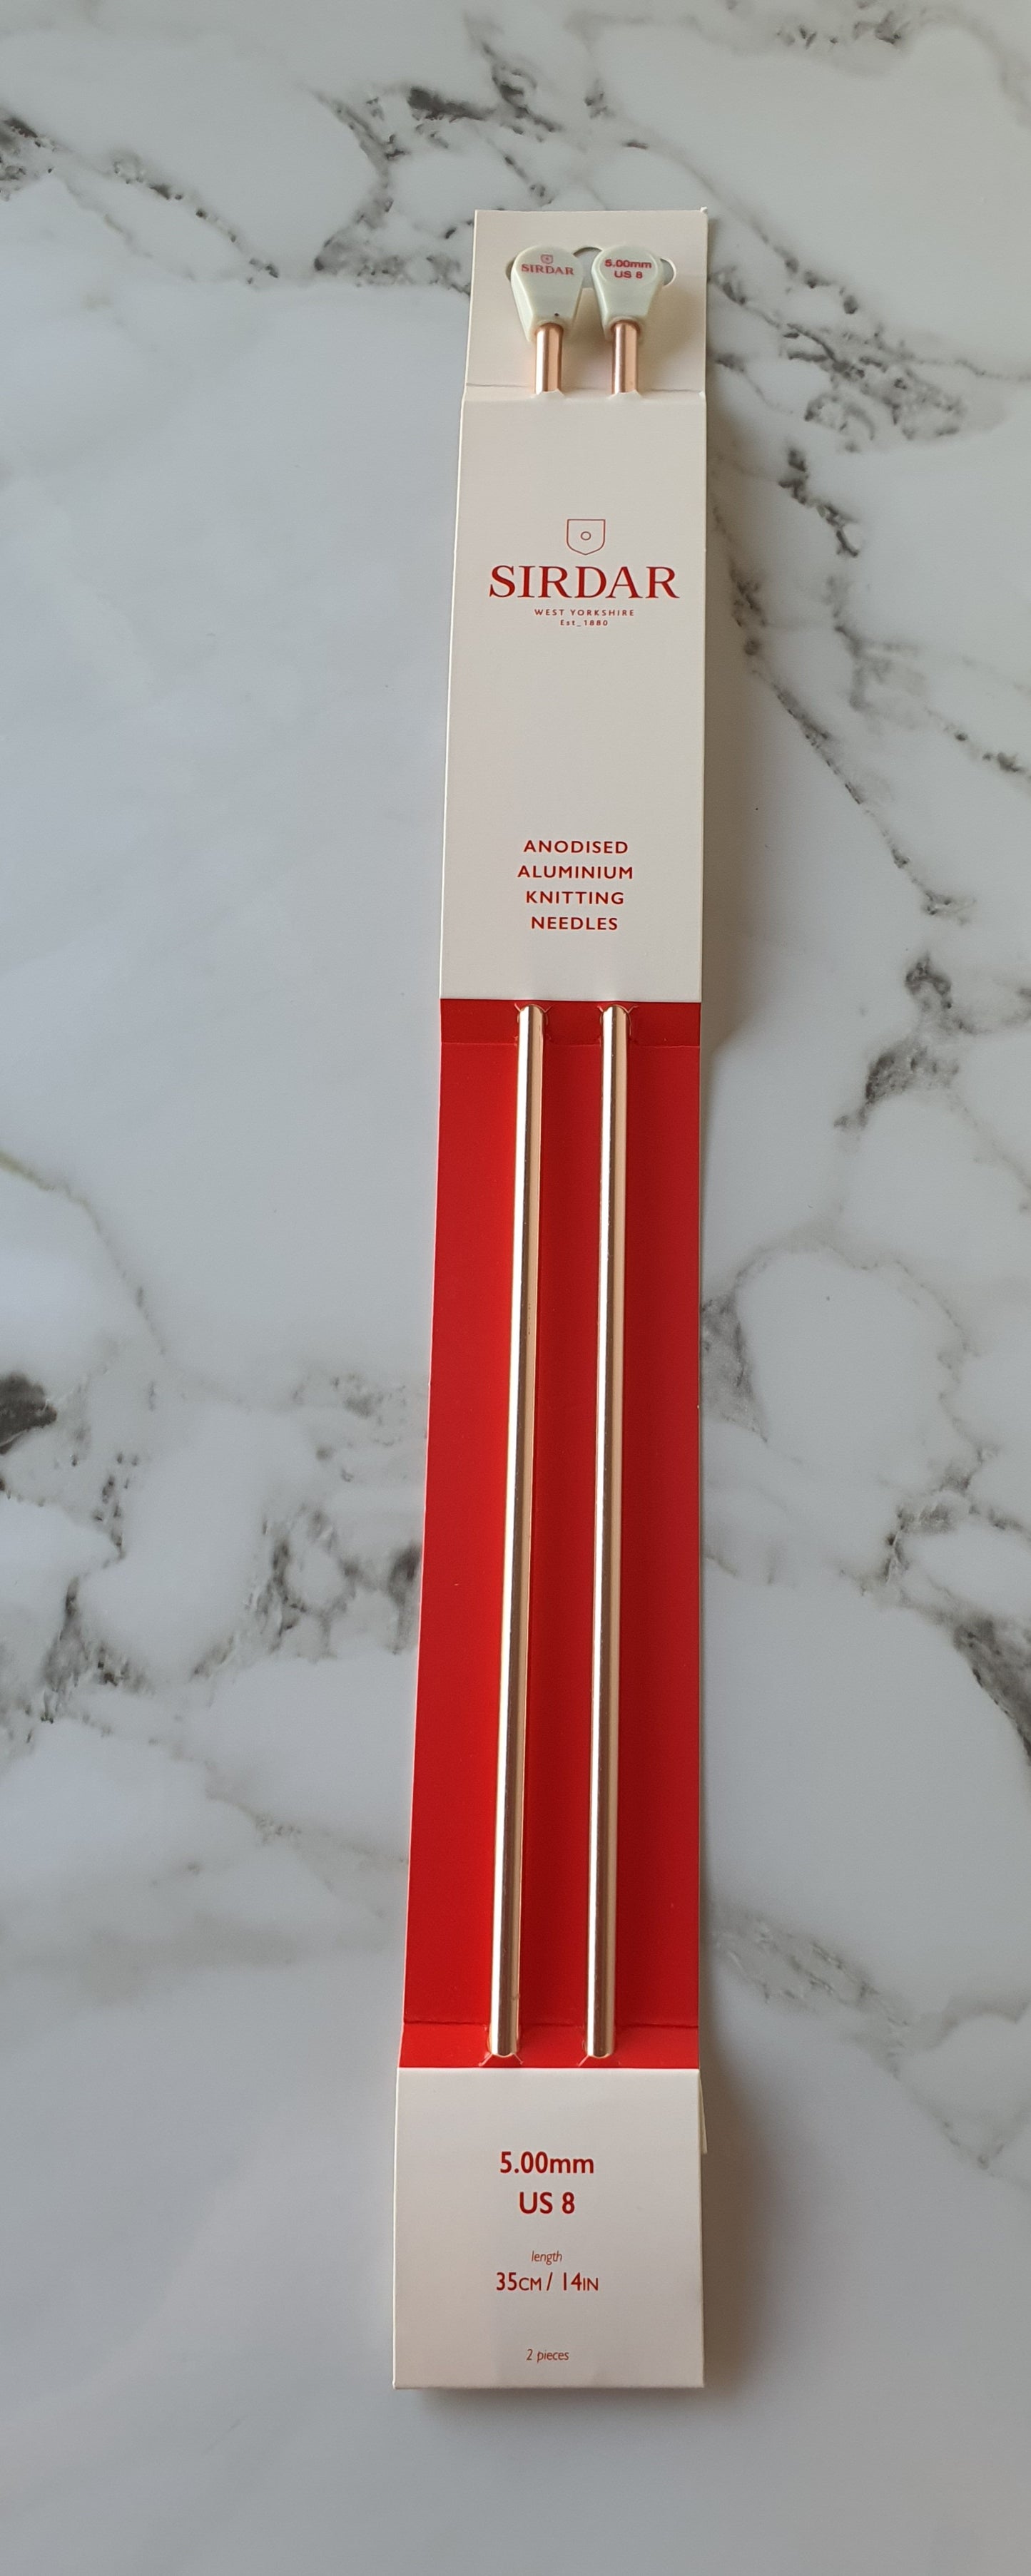 SIRDAR
5.00mm
US 8
SIRDAR
WEST YORKSHIRE
Est_1880
ANODISED
ALUMINIUM
KNITTING
NEEDLES
5.00mm
US 8
length
35CM / 14IN
2 pieces